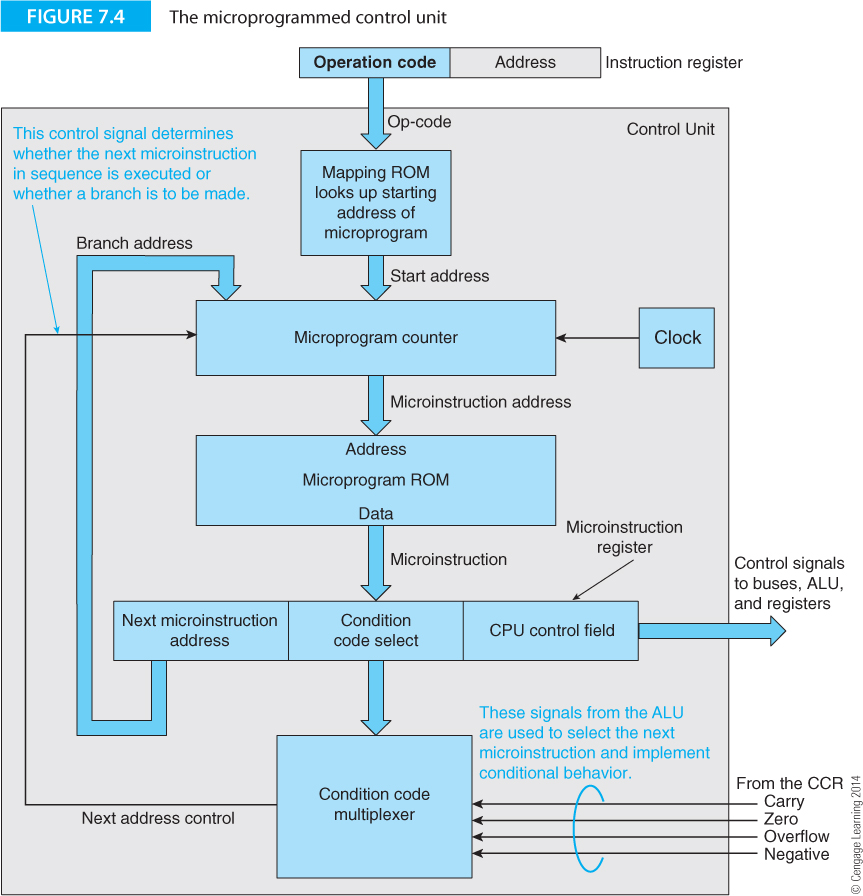 FIGURE 7.4 The microprogrammed control unit
Operation code Address Instruction register
Op-code
Control Unit
This control signal determines
whether the next microinstruction
in sequence is executed or
whether a branch is to be made.
Mapping ROM
looks up starting
address of
microprogram
Branch address
Start address
Microprogram counter
Clock
Microinstruction address
Address
Microprogram ROM
Data
Microinstruction
Microinstruction
register
Control signals
to buses, ALU,
and registers
Next microinstruction
address
Condition
code select
CPU control field
These signals from the ALU
are used to select the next
microinstruction and implement
conditional behavior.
Condition code
multiplexer
Next address control
From the CCR
Carry
Zero
Overflow
Negative
© Cengage Learning 2014